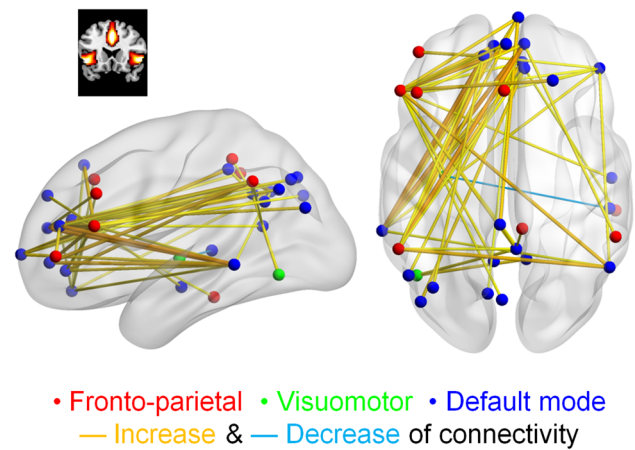 • Fronto-parietal • Visuomotor • Default mode
— Increase & — Decrease of connectivity